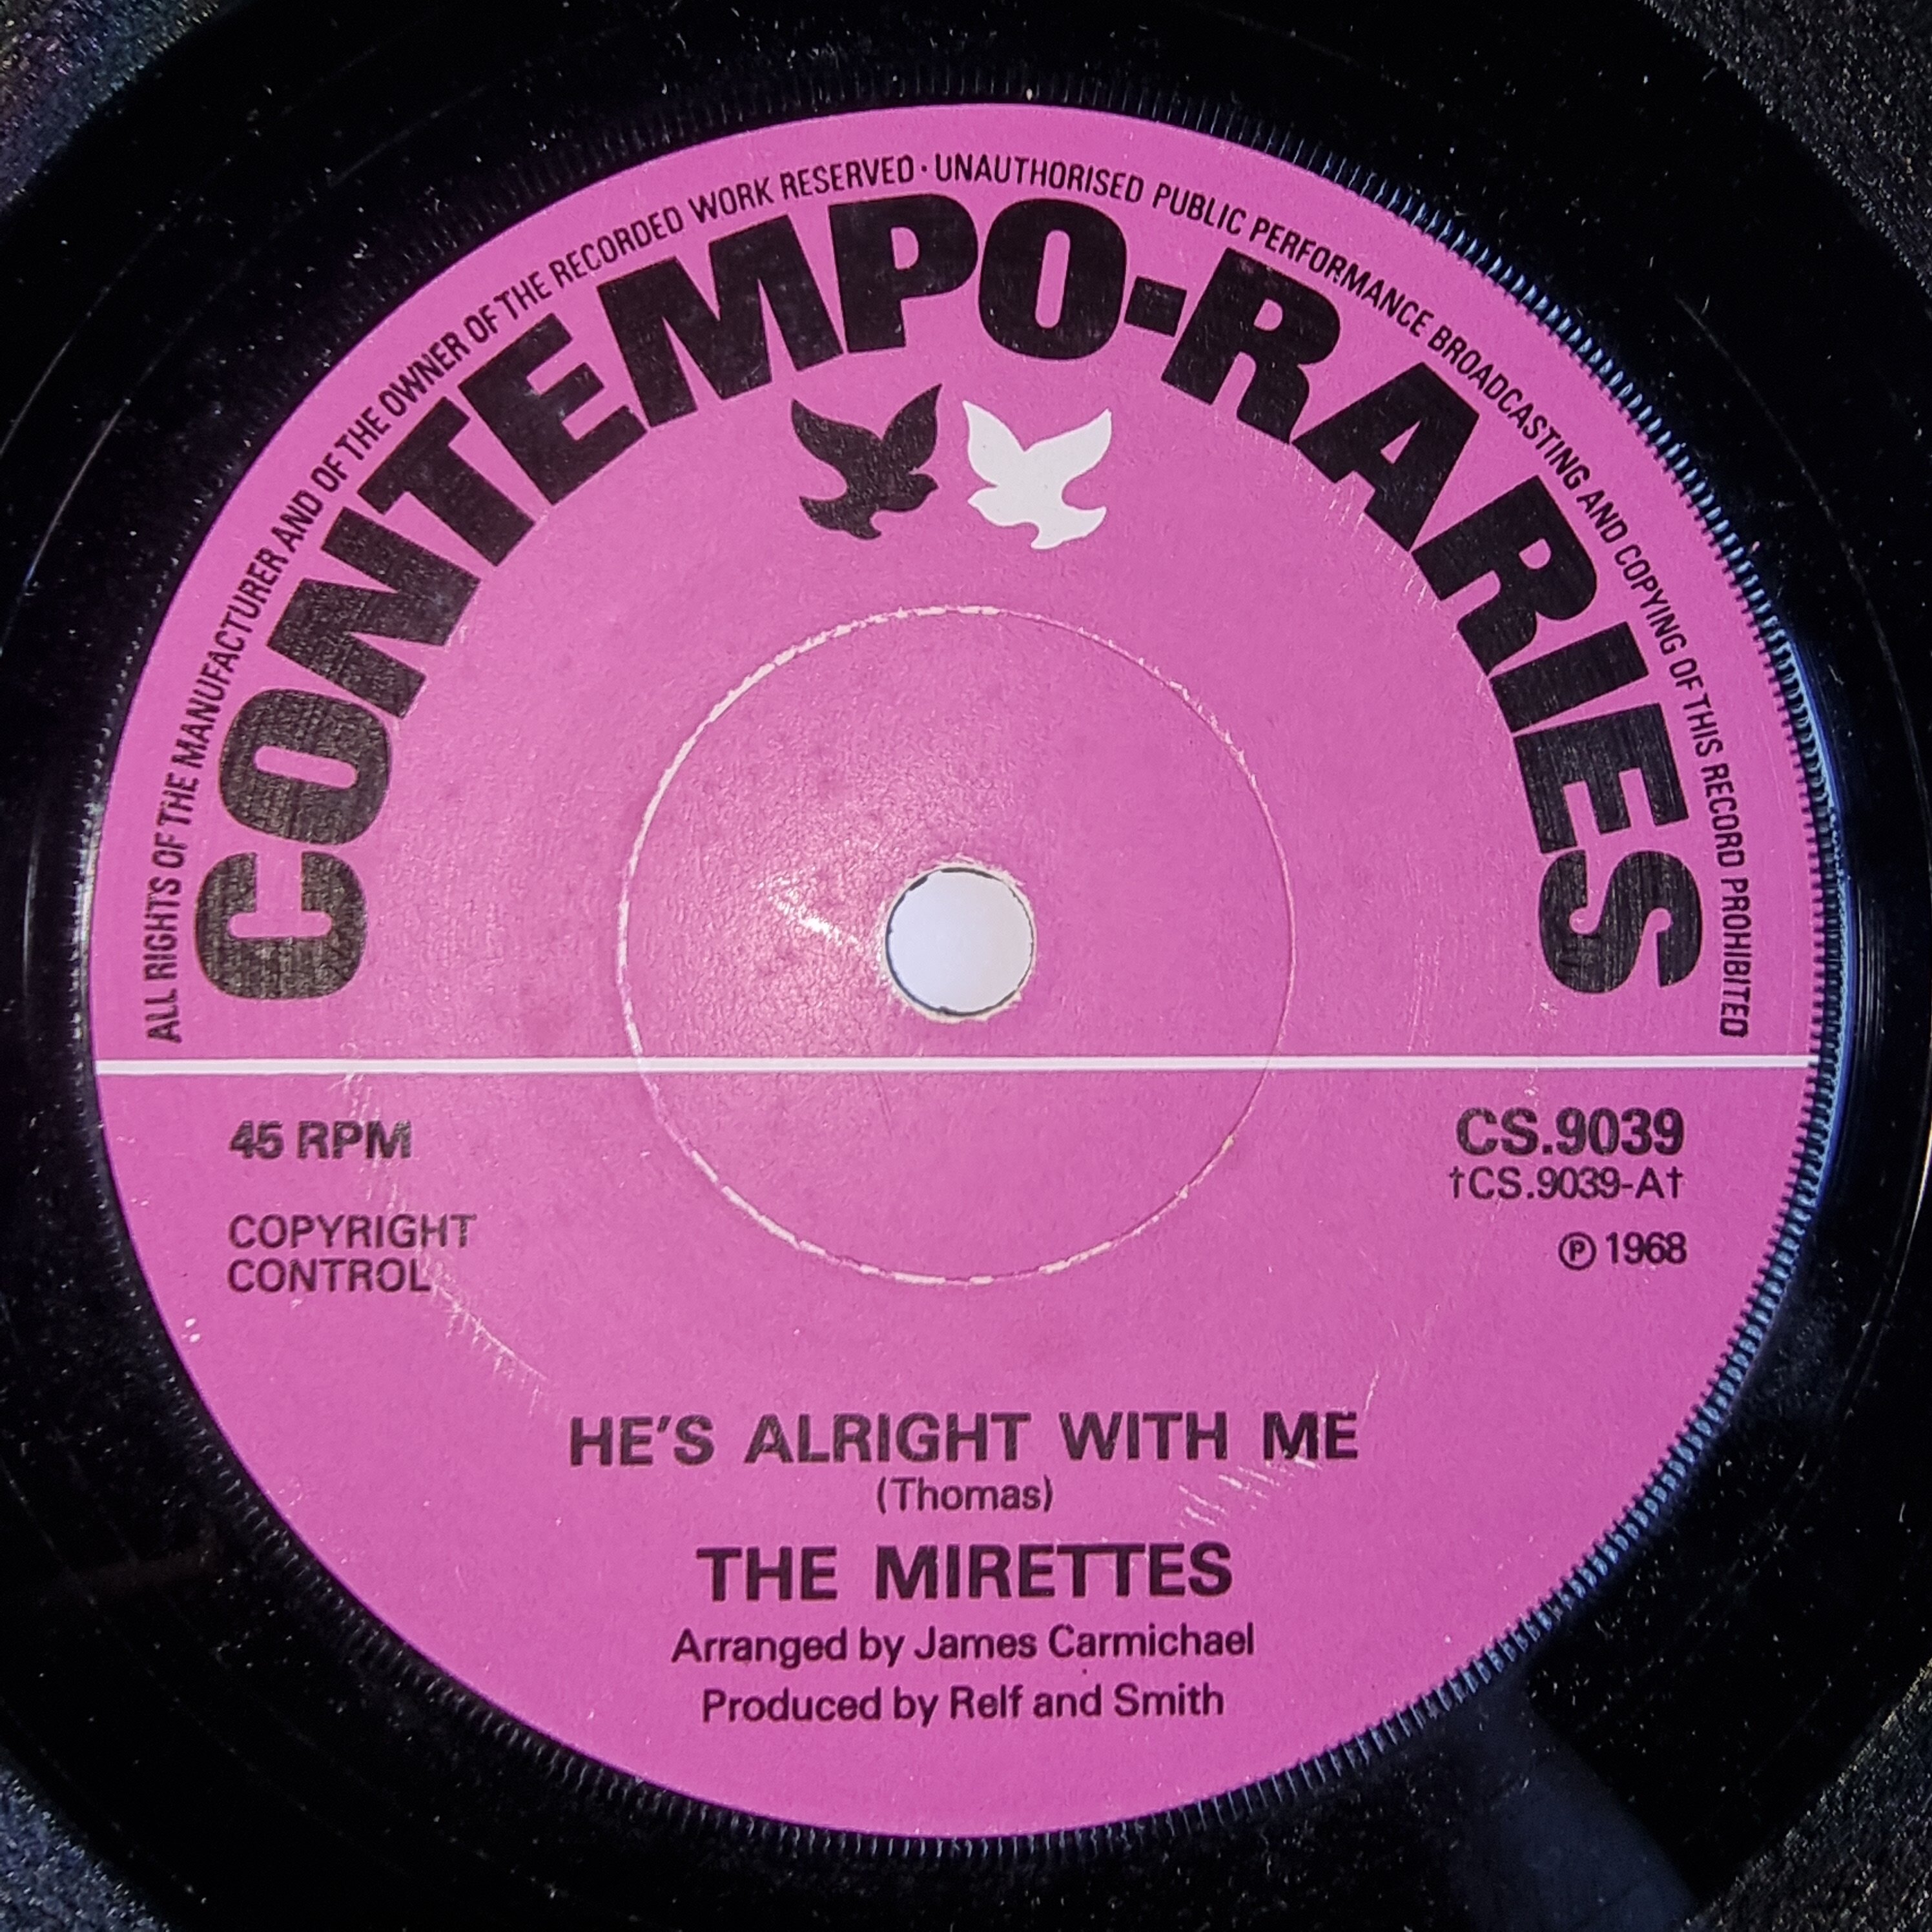 ALL RIGHTS OF THE MANUFACTURER AND OF THE OWNER OF THE RECORDED WORK RESERVED · UNAUTHORISED PUBLIC PERFORMANCE BROADCASTING AND COPYING OF THIS RECORD PROHIBITED
CONTEMPO-RARIES
45 RPM
COPYRIGHT
CONTROL
CS.9039
†CS.9039-A†
℗ 1968
HE'S ALRIGHT WITH ME
(Thomas)
THE MIRETTES
Arranged by James Carmichael
Produced by Relf and Smith